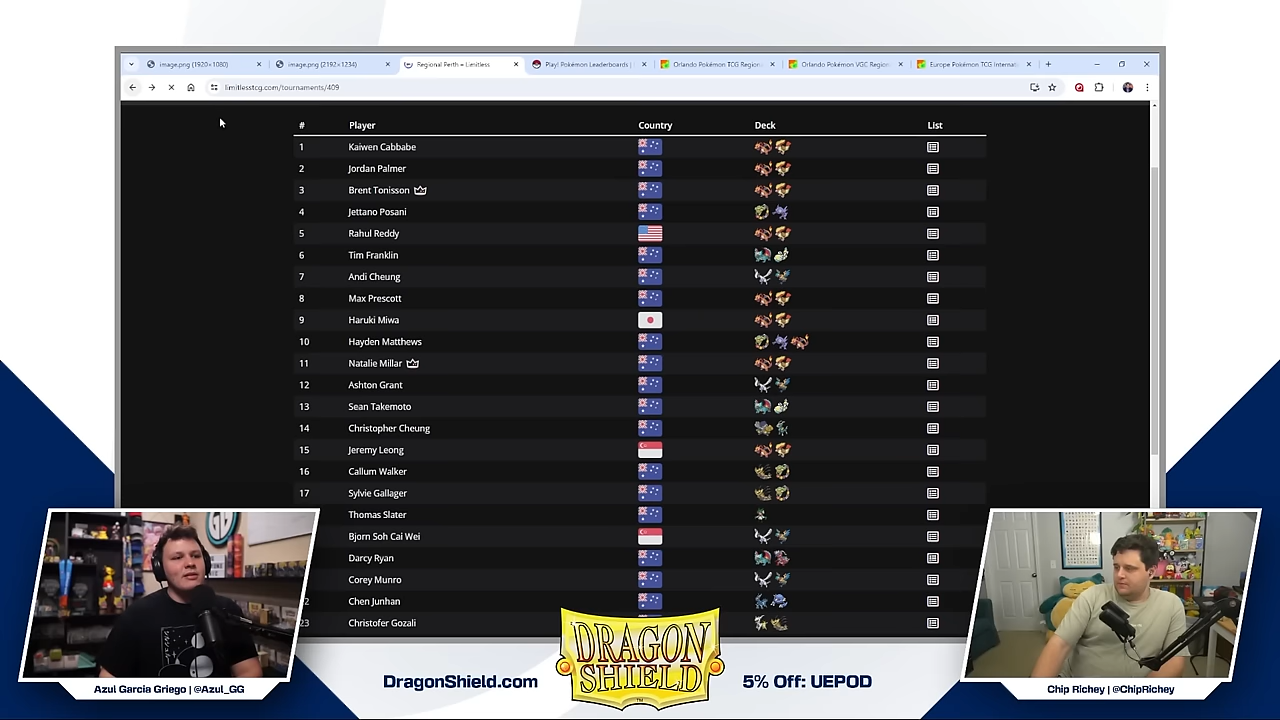 image.png (1920×1080)
image.png (2192×1234)
Regional Perth – Limitless
Play! Pokémon Leaderboards |
Orlando Pokémon TCG Region
Orlando Pokémon VGC Region
Europe Pokémon TCG Internati
limitlesstcg.com/tournaments/409
# Player Country Deck List
1 Kaiwen Cabbabe
2 Jordan Palmer
3 Brent Tonisson
4 Jettano Posani
5 Rahul Reddy
6 Tim Franklin
7 Andi Cheung
8 Max Prescott
9 Haruki Miwa
10 Hayden Matthews
11 Natalie Millar
12 Ashton Grant
13 Sean Takemoto
14 Christopher Cheung
15 Jeremy Leong
16 Callum Walker
17 Sylvie Gallager
Thomas Slater
Bjorn Soh Cai Wei
Darcy Ryan
Corey Munro
Chen Junhan
23 Christofer Gozali
GG
DRAGON
SHIELD
DragonShield.com
5% Off: UEPOD
Azul Garcia Griego | @Azul_GG
Chip Richey | @ChipRichey